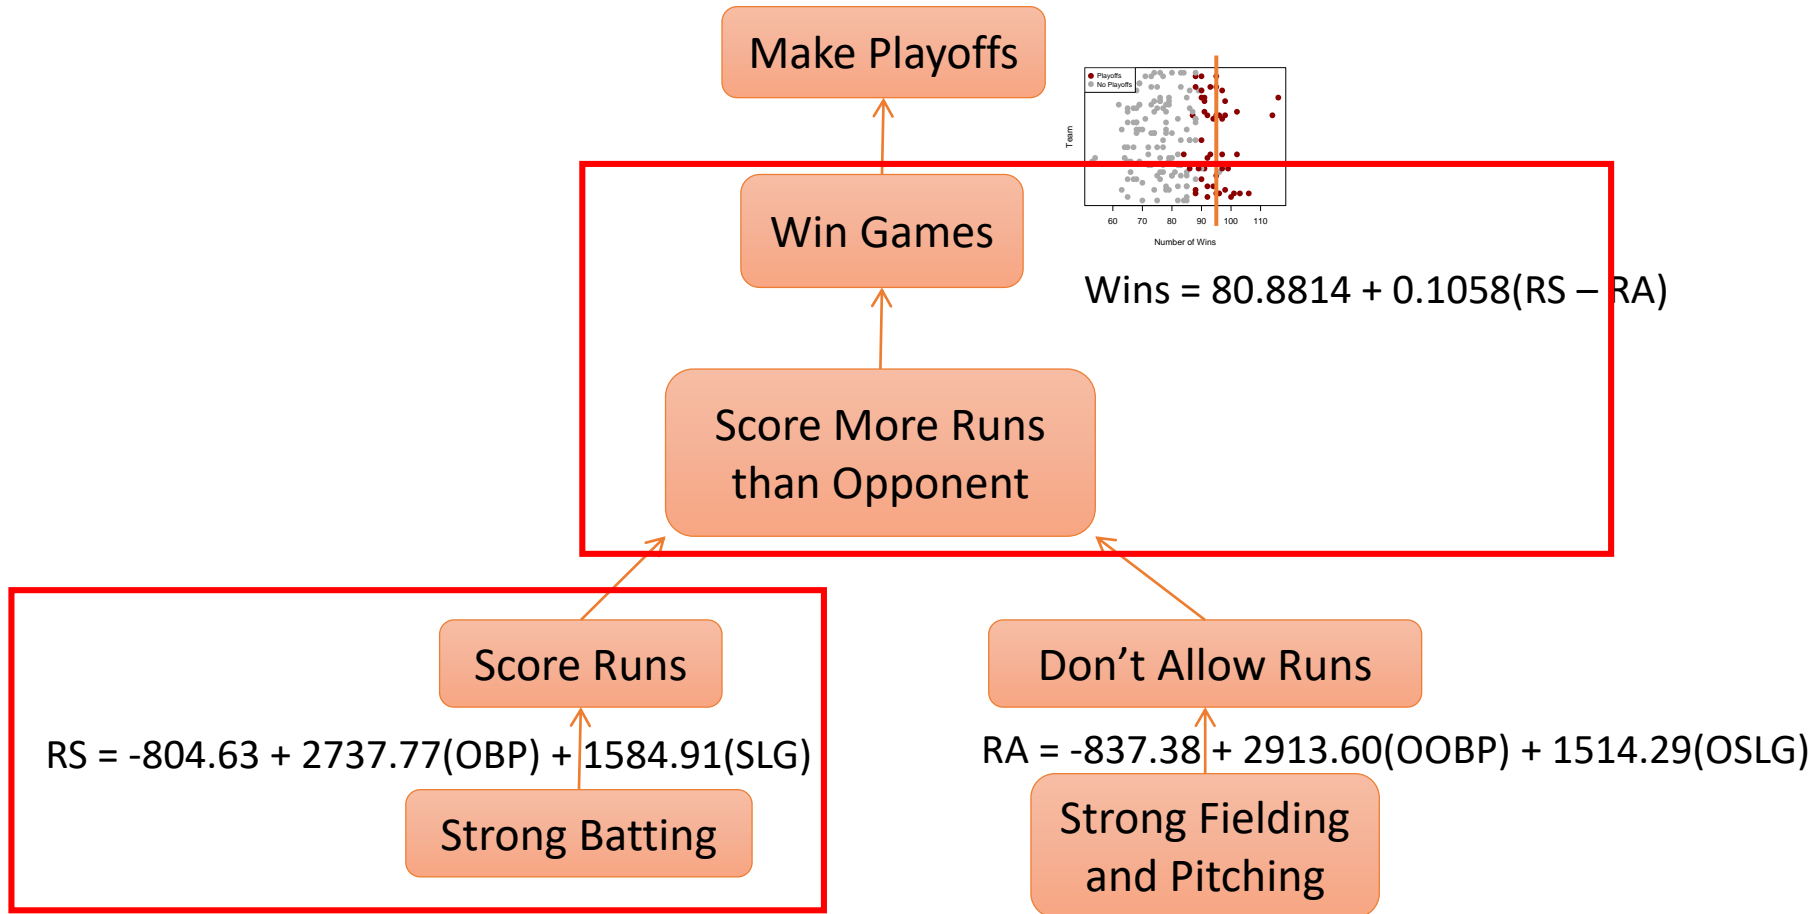 Make Playoffs
Playoffs
No Playoffs
Team
60 70 80 90 100 110
Number of Wins
Win Games
Wins = 80.8814 + 0.1058(RS – RA)
Score More Runs
than Opponent
Score Runs
Don’t Allow Runs
RS = -804.63 + 2737.77(OBP) + 1584.91(SLG)
RA = -837.38 + 2913.60(OOBP) + 1514.29(OSLG)
Strong Batting
Strong Fielding
and Pitching